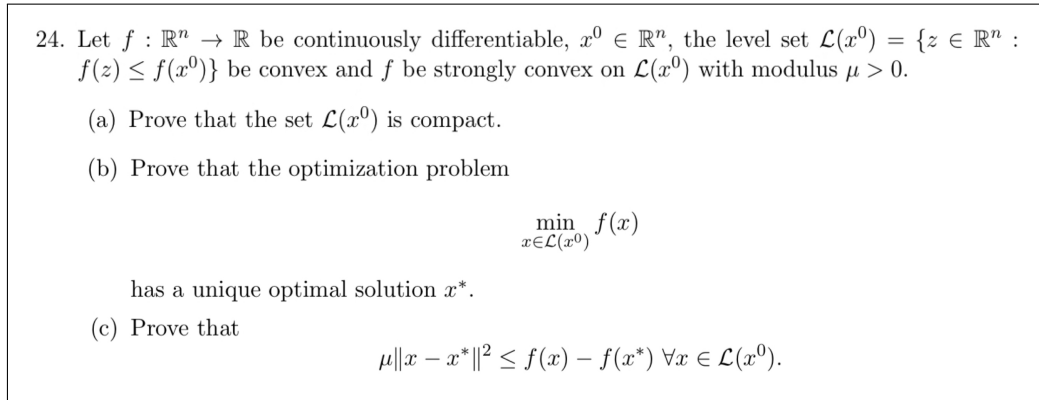 24. Let f : ℝⁿ → ℝ be continuously differentiable, x⁰ ∈ ℝⁿ, the level set ℒ(x⁰) = {z ∈ ℝⁿ :
f(z) ≤ f(x⁰)} be convex and f be strongly convex on ℒ(x⁰) with modulus μ > 0.
(a) Prove that the set ℒ(x⁰) is compact.
(b) Prove that the optimization problem
min f(x)
x∈ℒ(x⁰)
has a unique optimal solution x*.
(c) Prove that
μ‖x − x*‖² ≤ f(x) − f(x*) ∀x ∈ ℒ(x⁰).